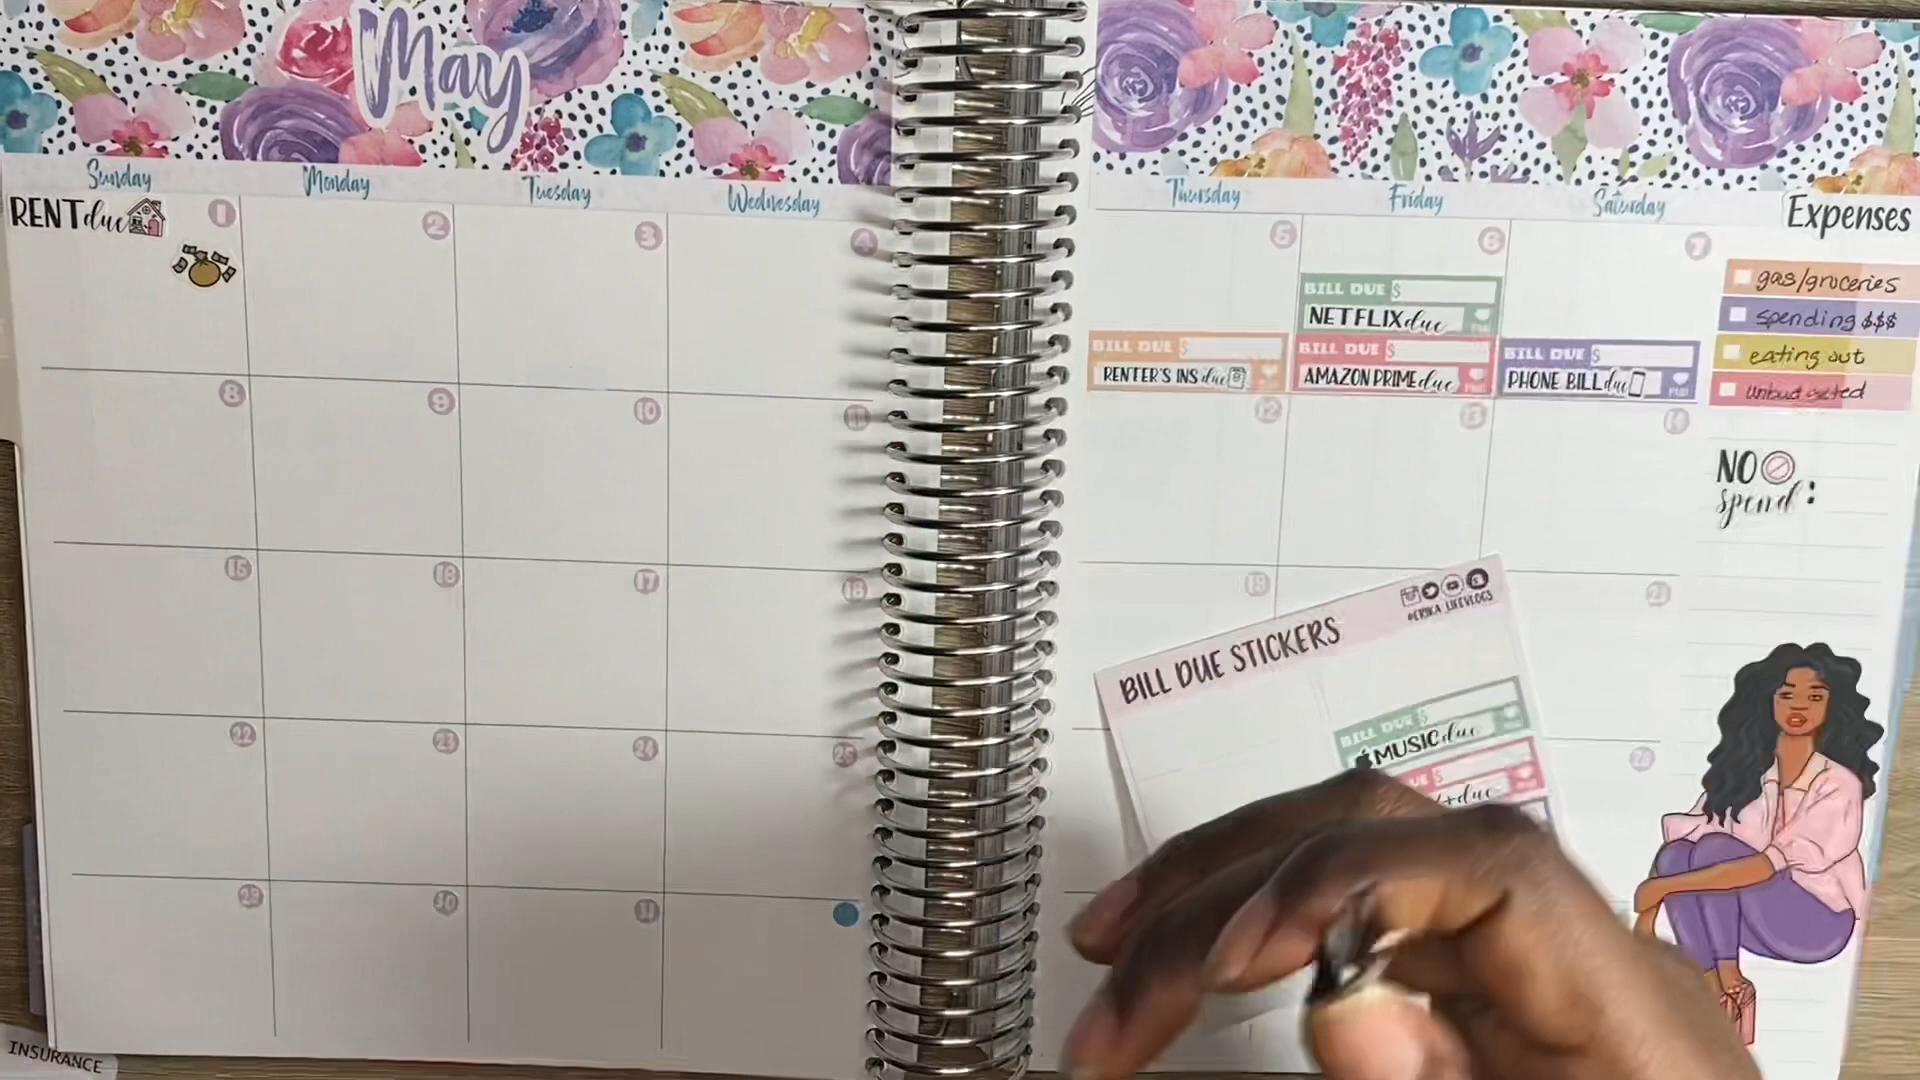 May
Sunday
Monday
Tuesday
Wednesday
Thursday
Friday
Saturday
Expenses
RENT due
1
2
3
4
5
6
7
gas/groceries
spending $$$
eating out
unbudgeted
BILL DUE $
NETFLIX due
BILL DUE $
RENTER'S INS due
BILL DUE $
AMAZON PRIME due
BILL DUE $
PHONE BILL due
8
9
10
11
12
13
14
NO
spend:
15
16
17
18
19
21
BILL DUE STICKERS
@ERIKA_LIFEVLOGS
BILL DUE $
MUSIC due
DUE $
+ due
22
23
24
25
28
29
30
31
INSURANCE